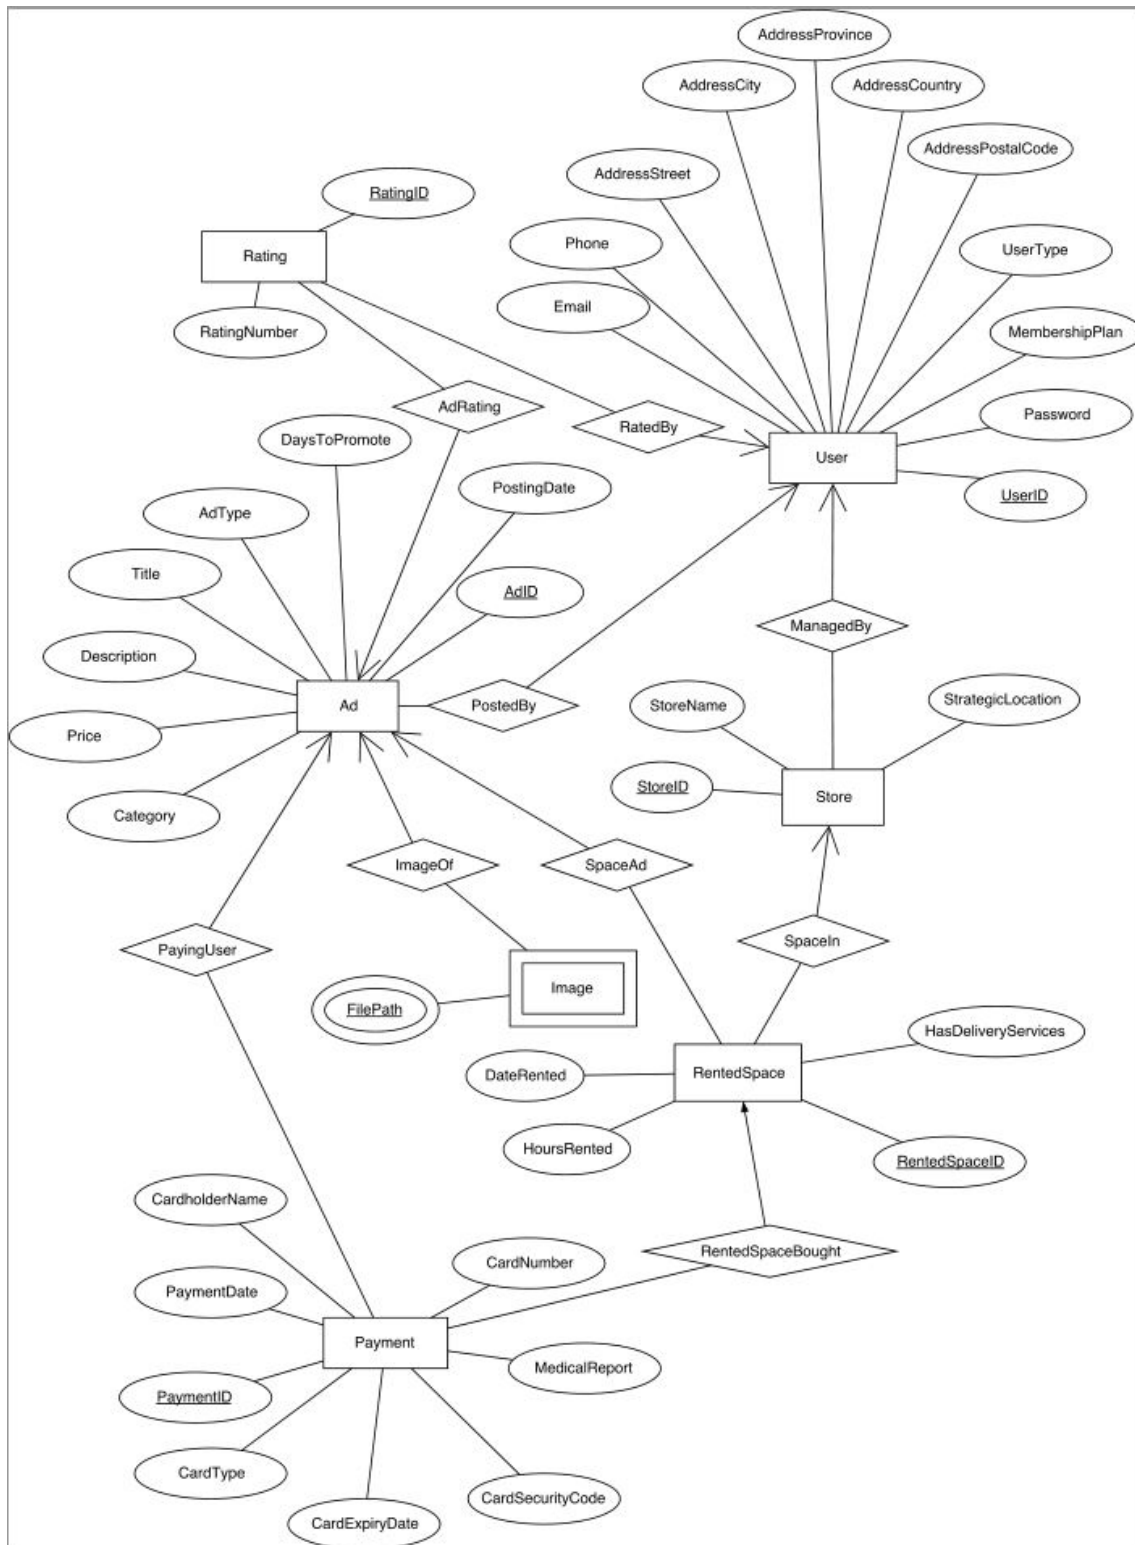 AddressProvince
AddressCity
AddressCountry
AddressPostalCode
AddressStreet
RatingID
Phone
UserType
Rating
Email
RatingNumber
MembershipPlan
AdRating
RatedBy
Password
DaysToPromote
User
PostingDate
UserID
AdType
Title
AdID
ManagedBy
Description
Ad
PostedBy
StoreName
StrategicLocation
Price
StoreID
Store
Category
ImageOf
SpaceAd
PayingUser
SpaceIn
Image
FilePath
HasDeliveryServices
DateRented
RentedSpace
HoursRented
RentedSpaceID
CardholderName
RentedSpaceBought
CardNumber
PaymentDate
Payment
MedicalReport
PaymentID
CardType
CardSecurityCode
CardExpiryDate